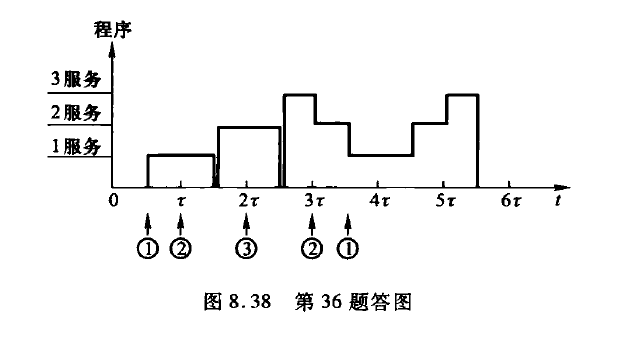 程序
3服务
2服务
1服务
0 τ 2τ 3τ 4τ 5τ 6τ t
① ② ③ ② ①
图 8.38 第 36 题答图